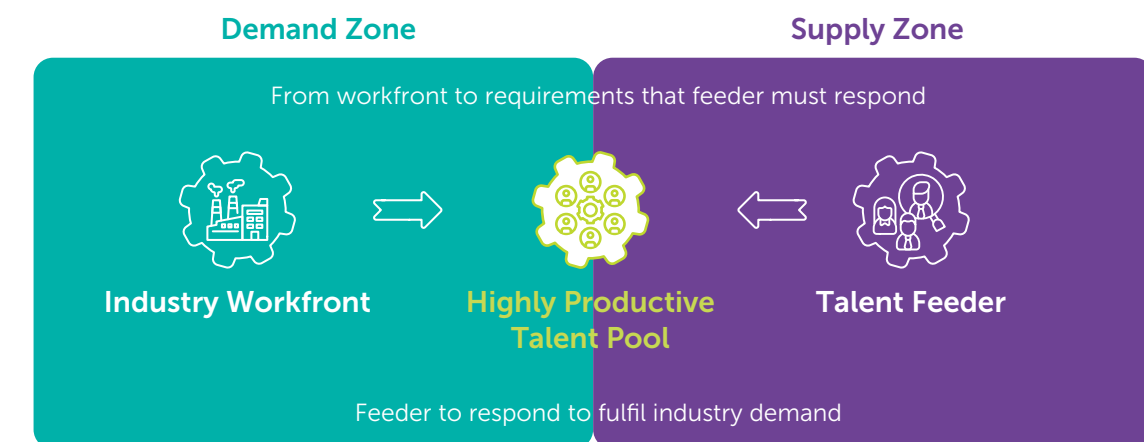 Demand Zone
Supply Zone
From workfront to requirements that feeder must respond
Industry Workfront
Highly Productive
Talent Pool
Talent Feeder
Feeder to respond to fulfil industry demand